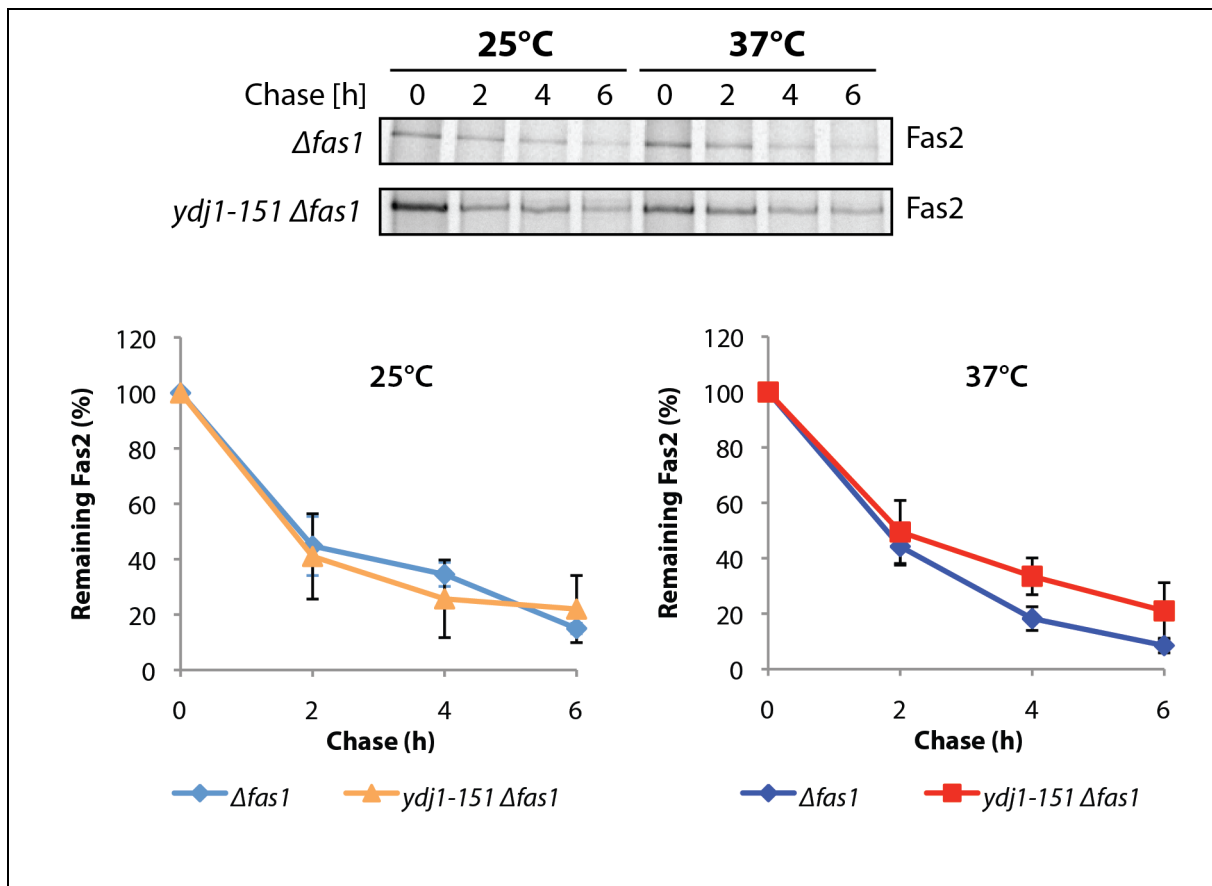 25°C 37°C
Chase [h] 0 2 4 6 0 2 4 6
Δfas1 Fas2
ydj1-151 Δfas1 Fas2
25°C
Remaining Fas2 (%)
120
100
80
60
40
20
0
0 2 4 6
Chase (h)
Δfas1 ydj1-151 Δfas1
37°C
Remaining Fas2 (%)
120
100
80
60
40
20
0
0 2 4 6
Chase (h)
Δfas1 ydj1-151 Δfas1